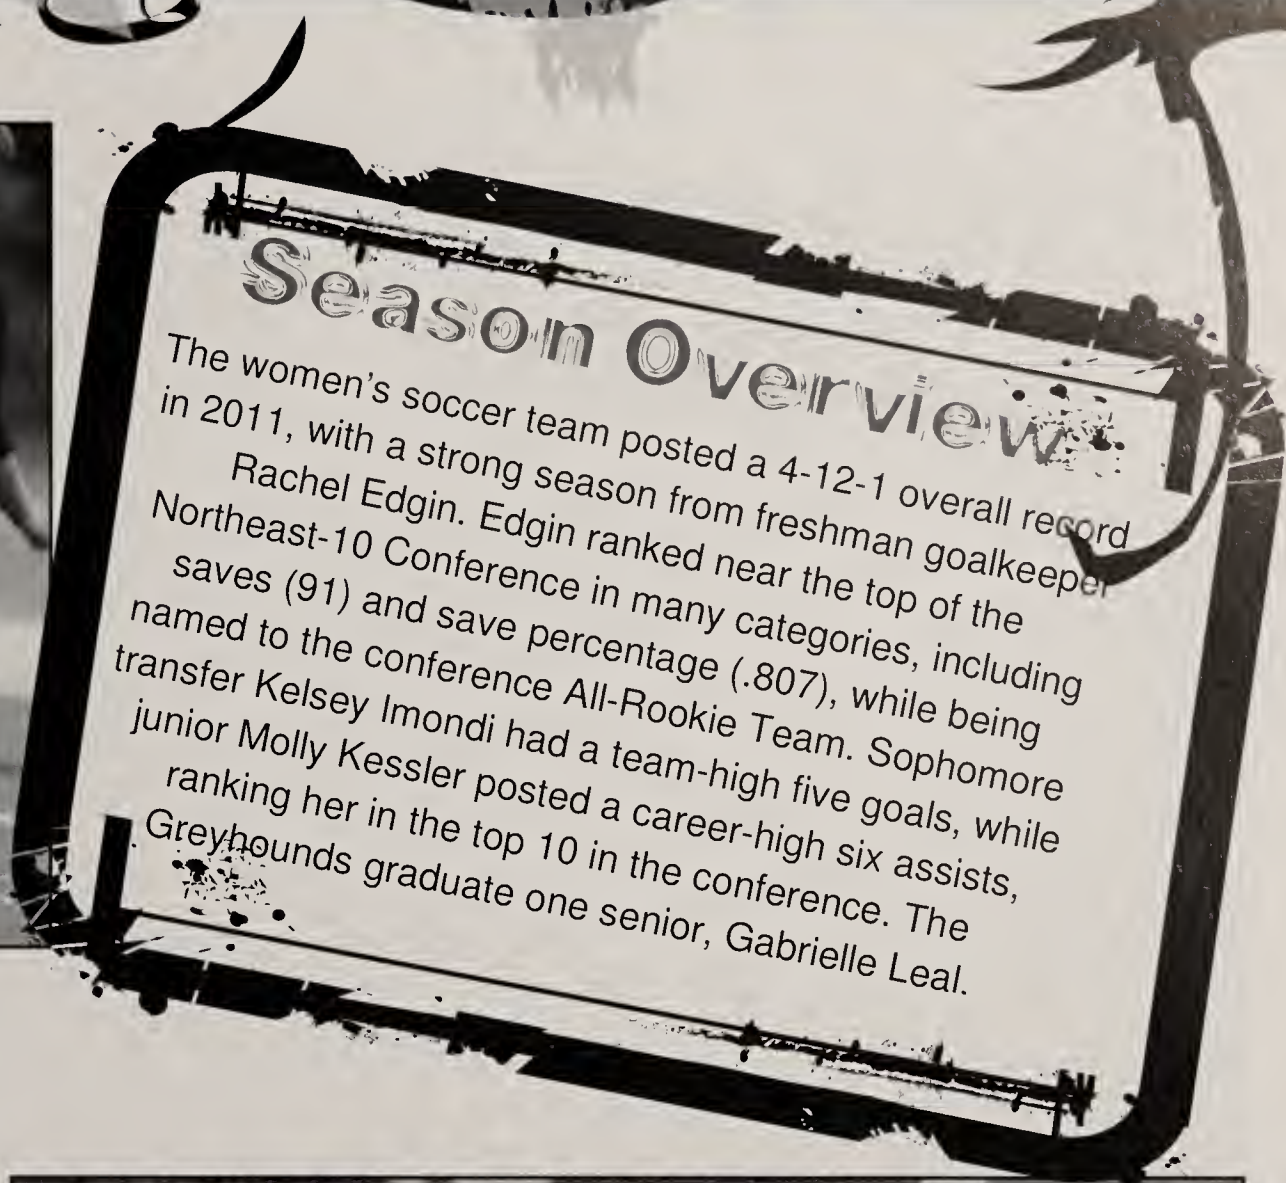 Season Overview
The women's soccer team posted a 4-12-1 overall record
in 2011, with a strong season from freshman goalkeeper
Rachel Edgin. Edgin ranked near the top of the
Northeast-10 Conference in many categories, including
saves (91) and save percentage (.807), while being
named to the conference All-Rookie Team. Sophomore
transfer Kelsey Imondi had a team-high five goals, while
junior Molly Kessler posted a career-high six assists,
ranking her in the top 10 in the conference. The
Greyhounds graduate one senior, Gabrielle Leal.